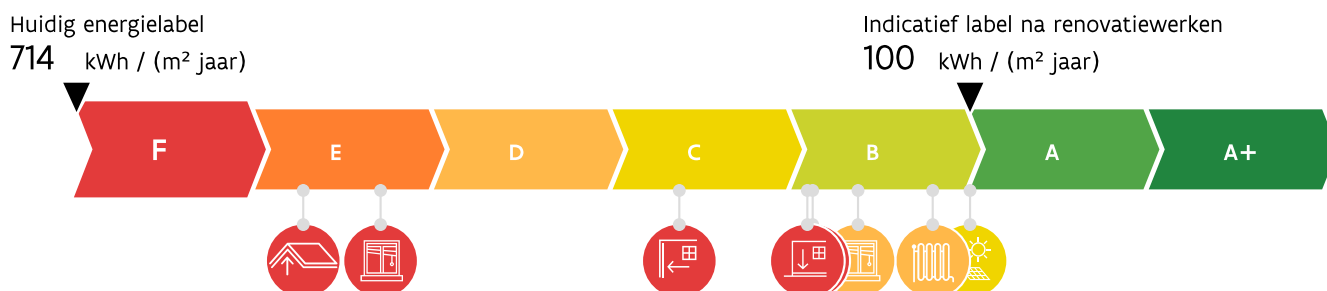 Huidig energielabel
714 kWh / (m² jaar)
Indicatief label na renovatiewerken
100 kWh / (m² jaar)
F E D C B A A+